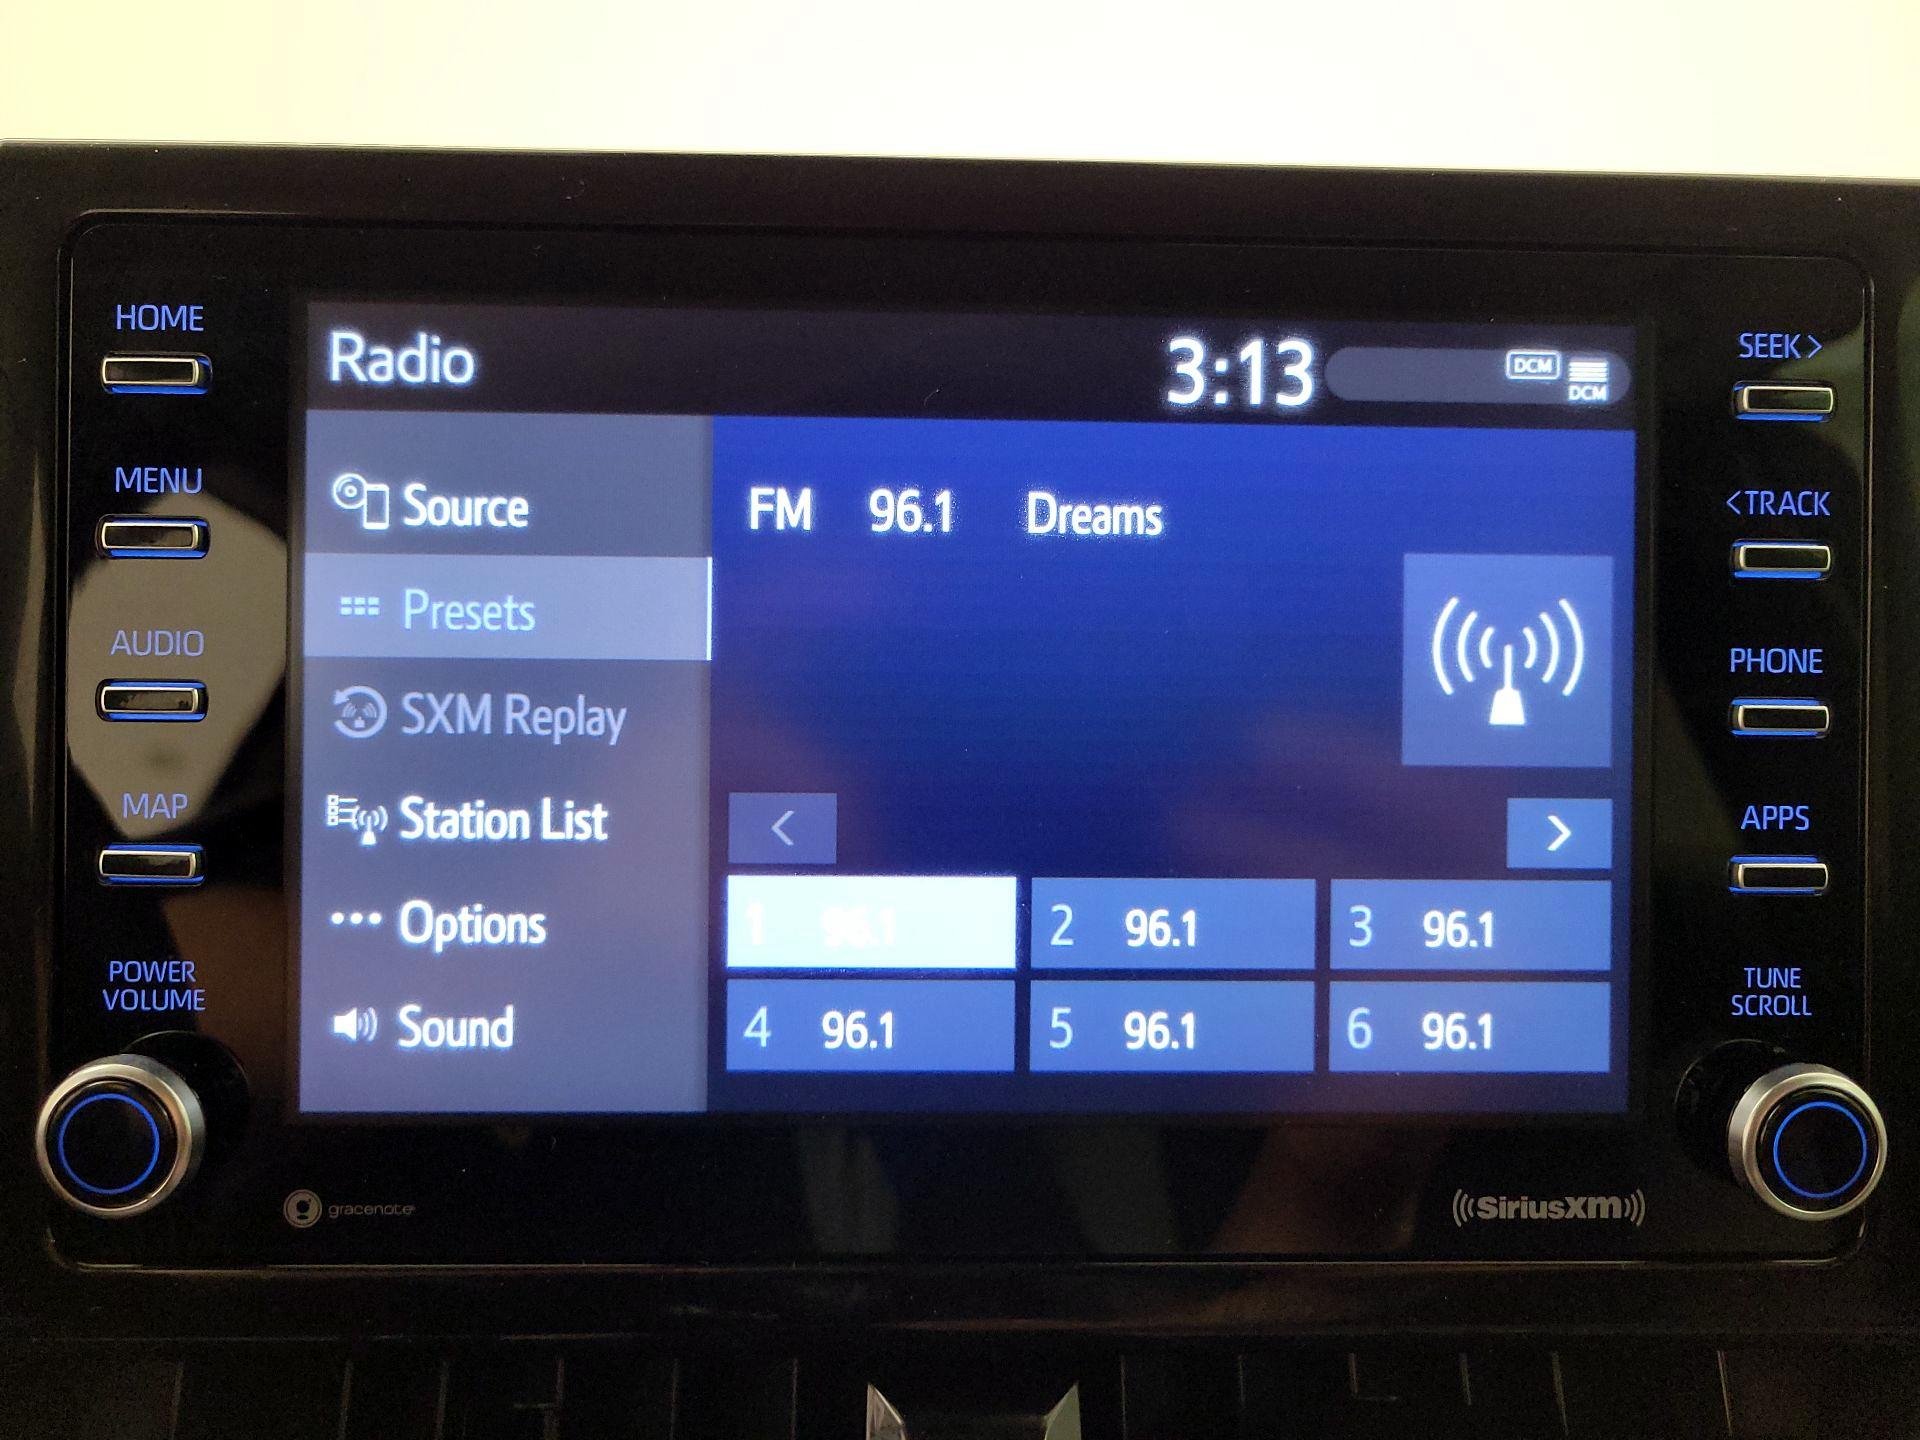 HOME
MENU
AUDIO
MAP
POWER
VOLUME
Radio
3:13
DCM
DCM
Source
Presets
SXM Replay
Station List
Options
Sound
FM 96.1 Dreams
<
>
1 96.1
2 96.1
3 96.1
4 96.1
5 96.1
6 96.1
SEEK >
< TRACK
PHONE
APPS
TUNE
SCROLL
g gracenote®
((SiriusXM))